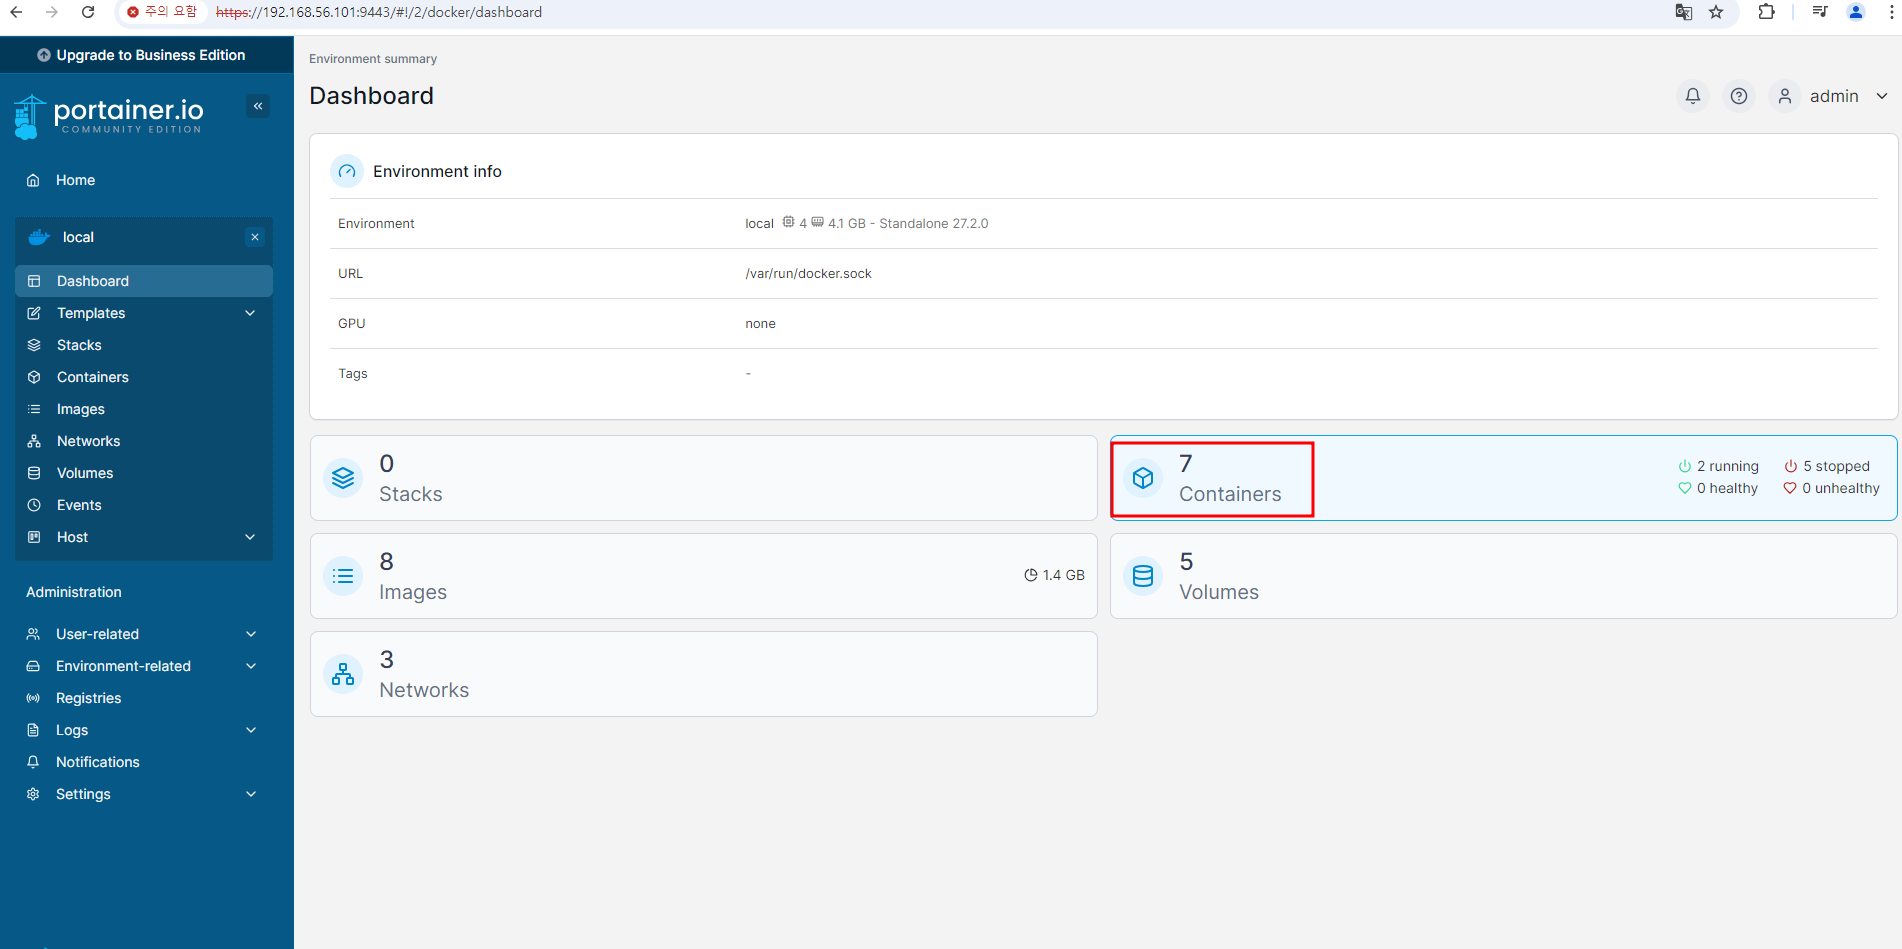 주의 요함 https://192.168.56.101:9443/#!/2/docker/dashboard
Upgrade to Business Edition
portainer.io
COMMUNITY EDITION
Home
local
Dashboard
Templates
Stacks
Containers
Images
Networks
Volumes
Events
Host
Administration
User-related
Environment-related
Registries
Logs
Notifications
Settings
Environment summary
Dashboard
admin
Environment info
Environment local 4 4.1 GB - Standalone 27.2.0
URL /var/run/docker.sock
GPU none
Tags -
0
Stacks
7
Containers
2 running 5 stopped
0 healthy 0 unhealthy
8
Images
1.4 GB
5
Volumes
3
Networks